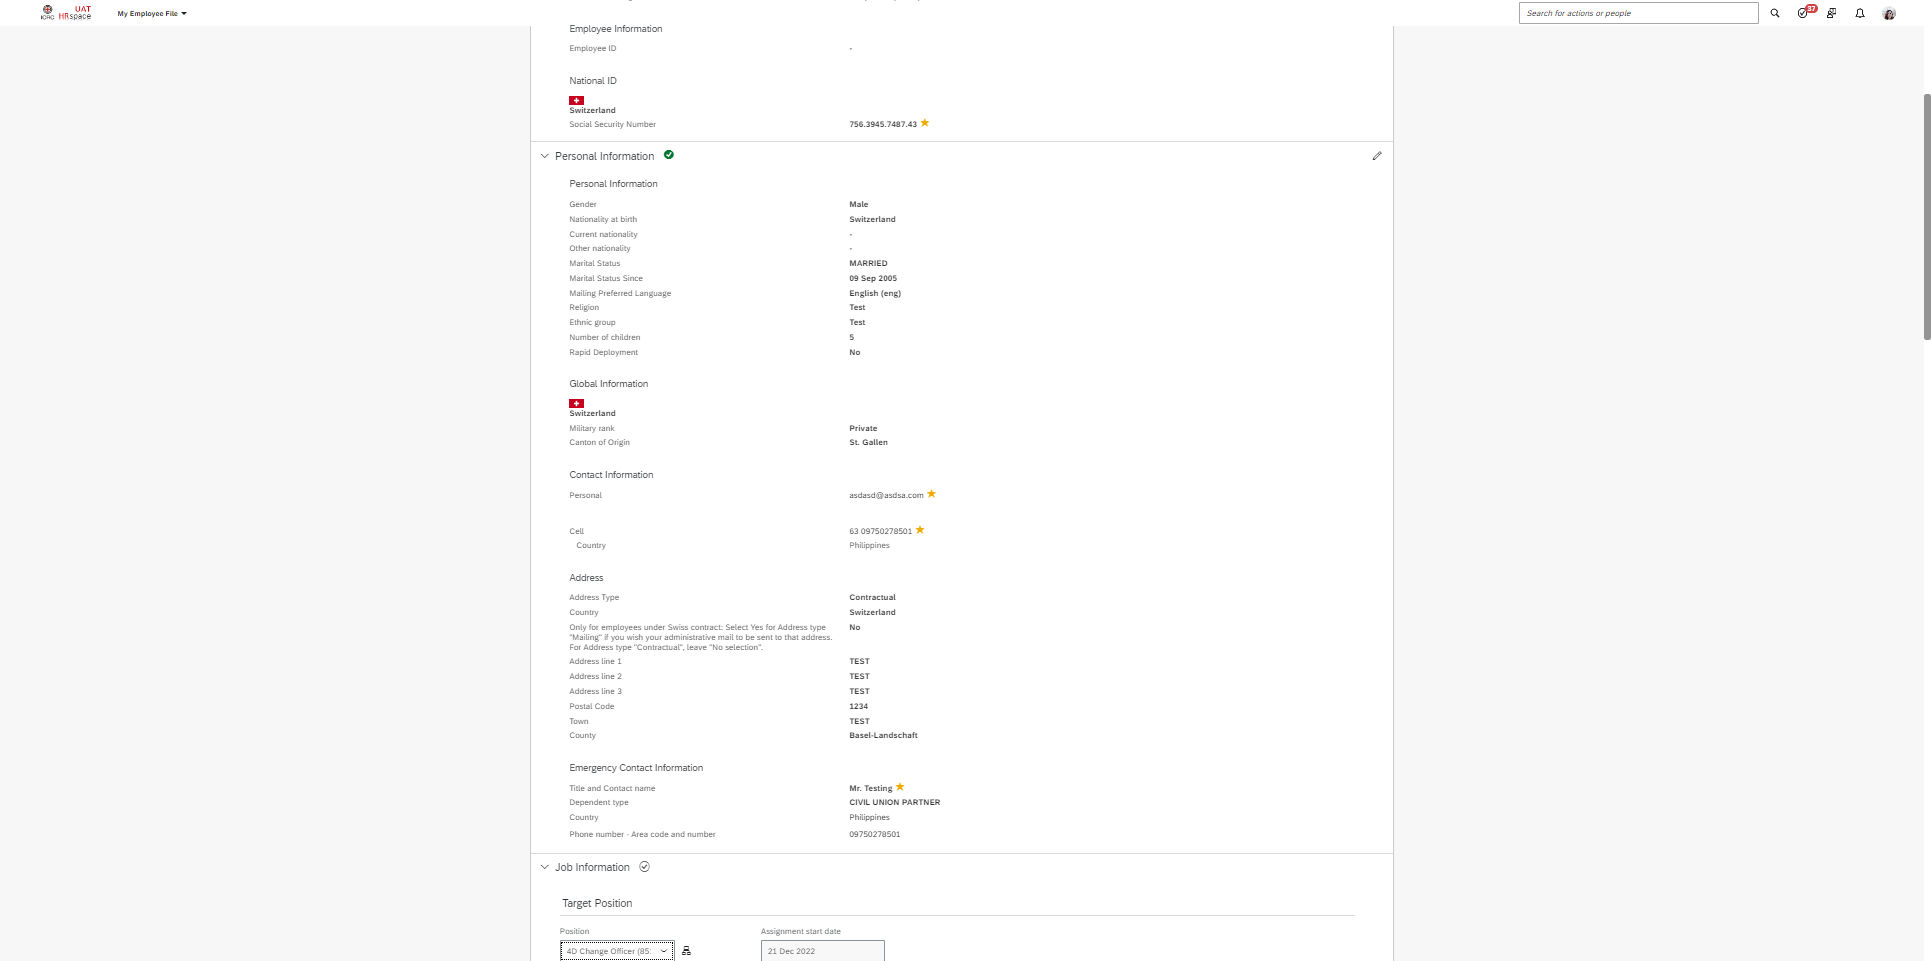 ICRC
UAT
HRspace
My Employee File
Search for actions or people
37
Employee Information
Employee ID -
National ID
Switzerland
Social Security Number 756.3945.7487.43
Personal Information
Personal Information
Gender Male
Nationality at birth Switzerland
Current nationality -
Other nationality -
Marital Status MARRIED
Marital Status Since 09 Sep 2005
Mailing Preferred Language English (eng)
Religion Test
Ethnic group Test
Number of children 5
Rapid Deployment No
Global Information
Switzerland
Military rank Private
Canton of Origin St. Gallen
Contact Information
Personal asdasd@asdsa.com
Cell 63 09750278501
Country Philippines
Address
Address Type Contractual
Country Switzerland
Only for employees under Swiss contract: Select Yes for Address type No
"Mailing" if you wish your administrative mail to be sent to that address.
For Address type "Contractual", leave "No selection".
Address line 1 TEST
Address line 2 TEST
Address line 3 TEST
Postal Code 1234
Town TEST
County Basel-Landschaft
Emergency Contact Information
Title and Contact name Mr. Testing
Dependent type CIVIL UNION PARTNER
Country Philippines
Phone number - Area code and number 09750278501
Job Information
Target Position
Position Assignment start date
4D Change Officer (85: 21 Dec 2022